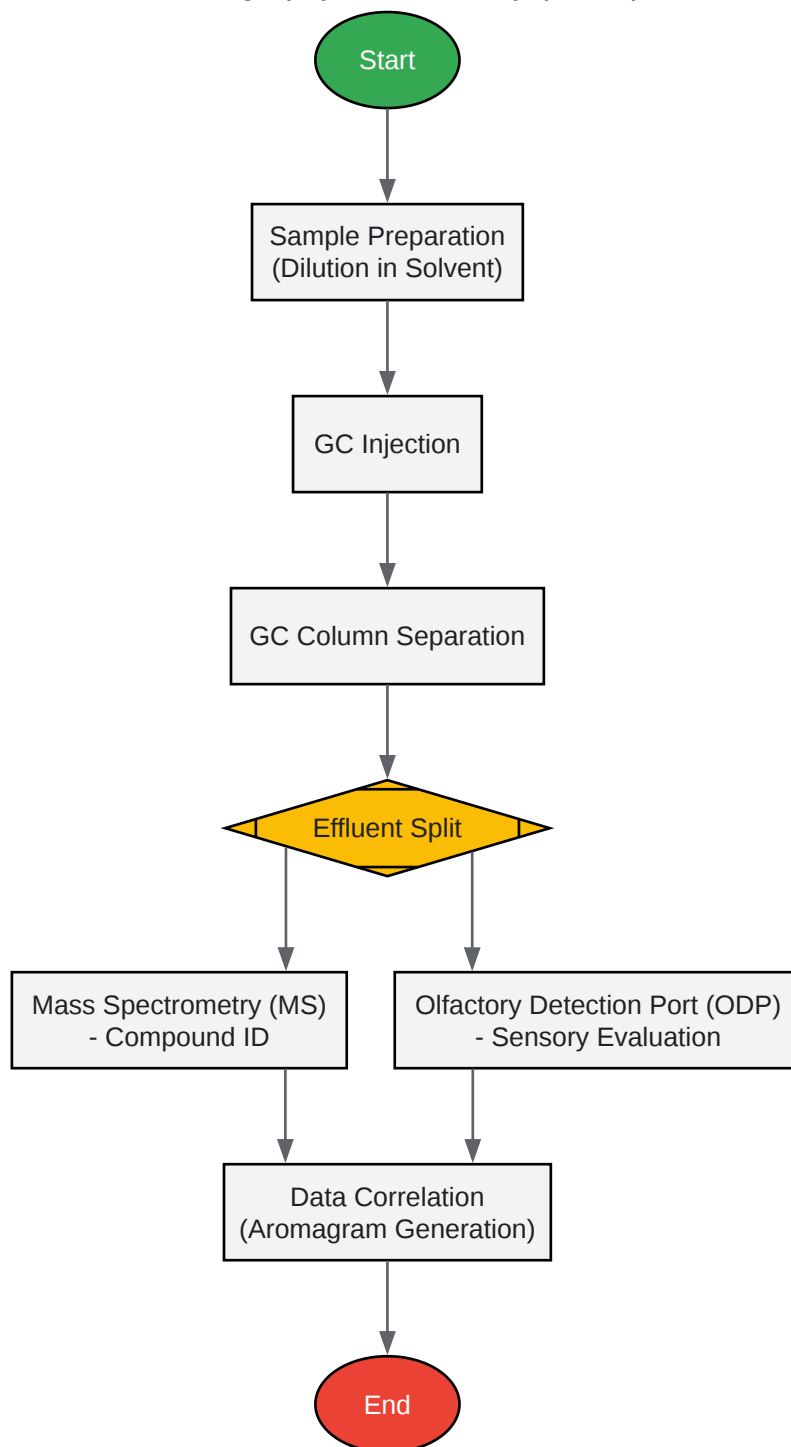 Start
Sample Preparation
(Dilution in Solvent)
GC Injection
GC Column Separation
Effluent Split
Mass Spectrometry (MS)
- Compound ID
Olfactory Detection Port (ODP)
- Sensory Evaluation
Data Correlation
(Aromagram Generation)
End